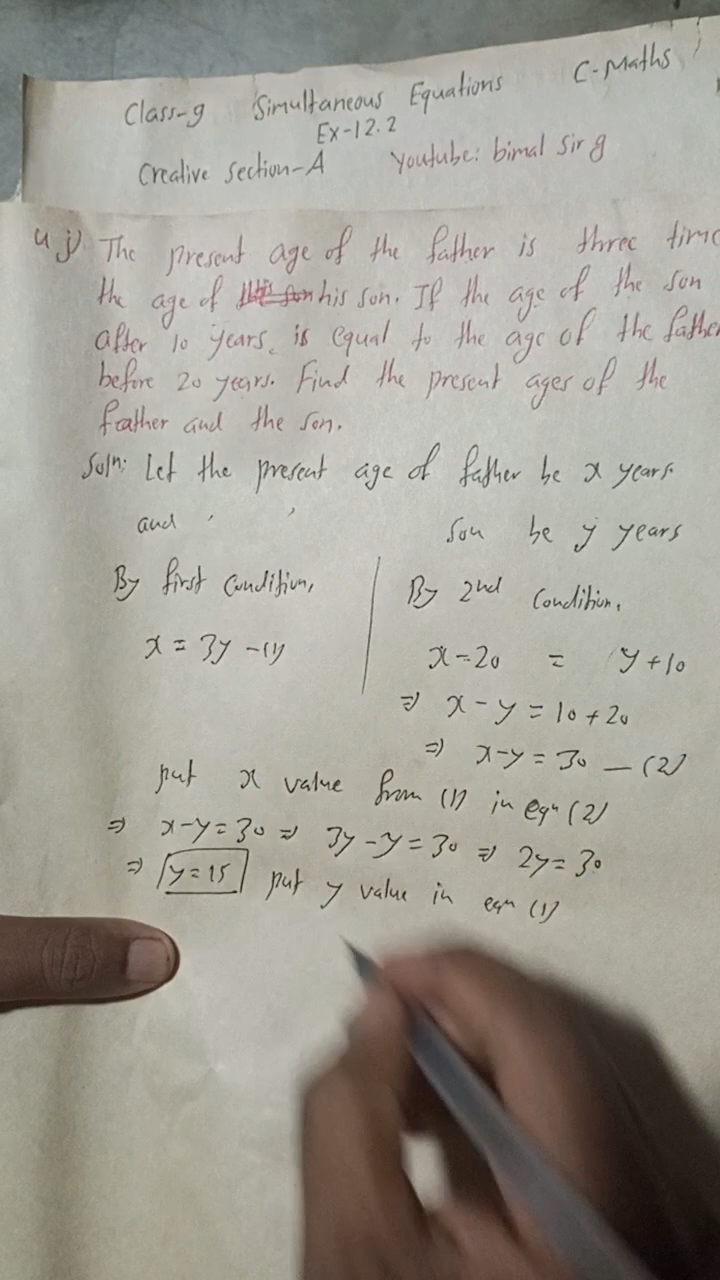 Class-9 Simultaneous Equations C-Maths
Ex-12.2
Creative Section-A Youtube: bimal Sir 9
4 j) The present age of the father is three time
the age of his son. If the age of the son
after 10 years, is equal to the age of the father
before 20 years. Find the present ages of the
father and the son.
Soln: Let the present age of father be x years
and , , son be y years
By first Condition,
x = 3y -(1)
By 2nd Condition,
x-20 = y+10
⇒ x-y = 10+20
⇒ x-y = 30 —(2)
put x value from (1) in eqn (2)
⇒ x-y=30 ⇒ 3y-y=30 ⇒ 2y=30
⇒ y=15 put y value in eqn (1)